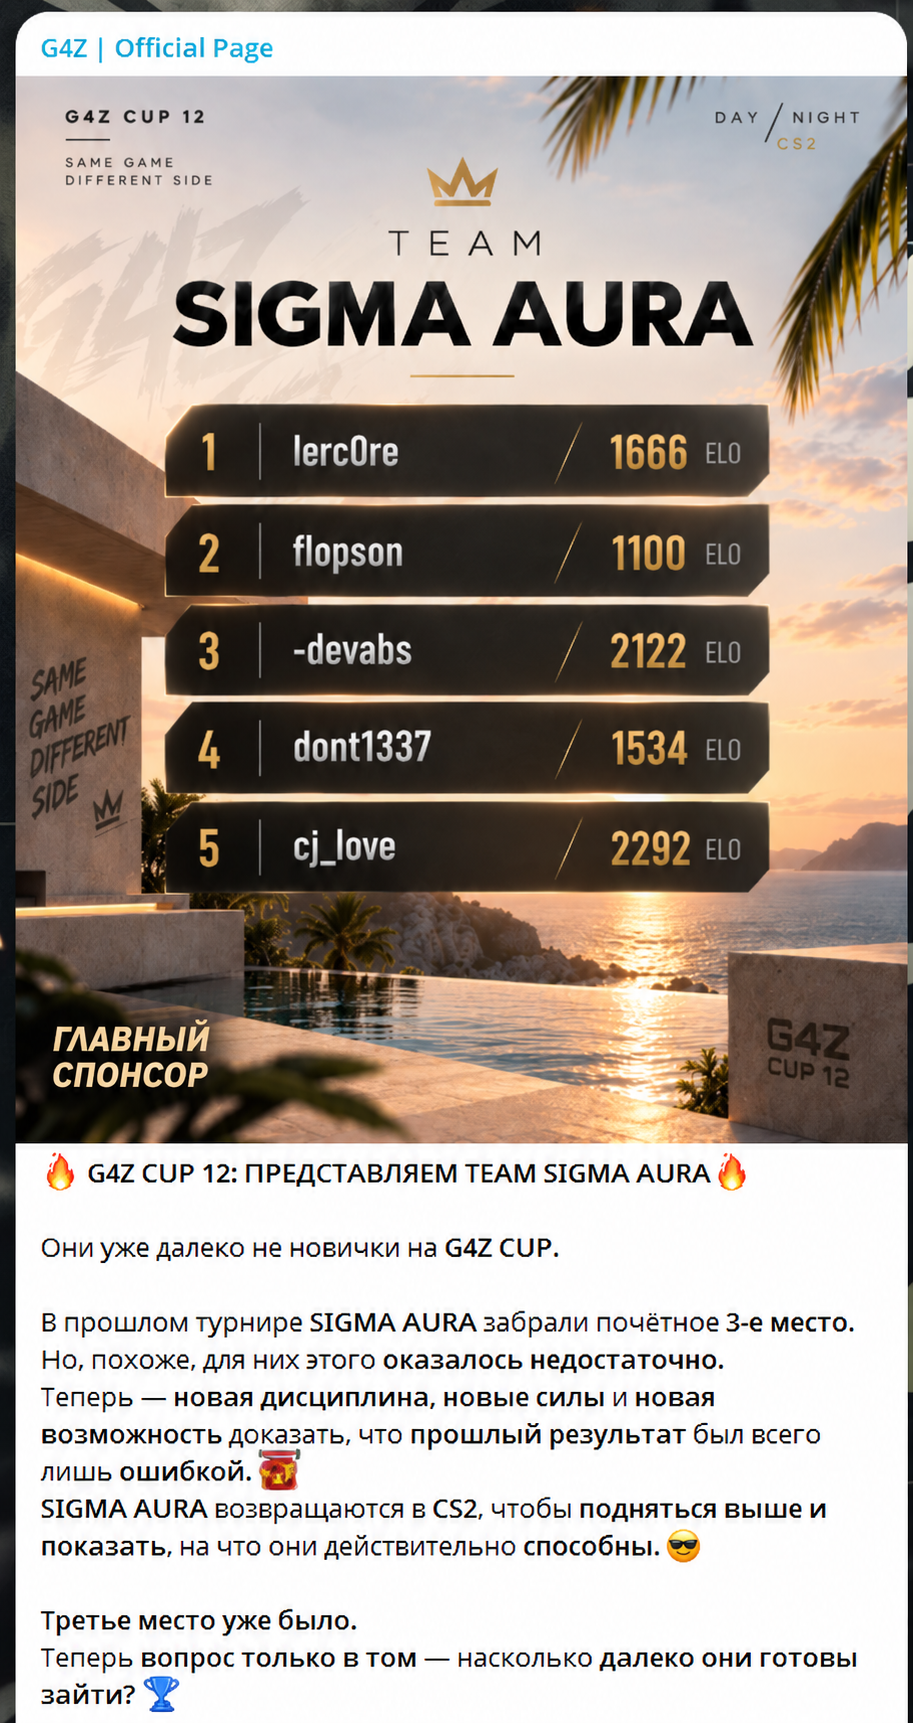 G4Z | Official Page
G4Z CUP 12
SAME GAME
DIFFERENT SIDE
DAY / NIGHT
CS2
G4Z
TEAM
SIGMA AURA
1 lerc0re / 1666 ELO
2 flopson / 1100 ELO
3 -devabs / 2122 ELO
4 dont1337 / 1534 ELO
5 cj_love / 2292 ELO
SAME
GAME
DIFFERENT
SIDE
ГЛАВНЫЙ
СПОНСОР
G4Z
CUP 12
🔥 G4Z CUP 12: ПРЕДСТАВЛЯЕМ TEAM SIGMA AURA🔥
Они уже далеко не новички на G4Z CUP.
В прошлом турнире SIGMA AURA забрали почётное 3-е место.
Но, похоже, для них этого оказалось недостаточно.
Теперь — новая дисциплина, новые силы и новая
возможность доказать, что прошлый результат был всего
лишь ошибкой.
SIGMA AURA возвращаются в CS2, чтобы подняться выше и
показать, на что они действительно способны. 😎
Третье место уже было.
Теперь вопрос только в том — насколько далеко они готовы
зайти? 🏆